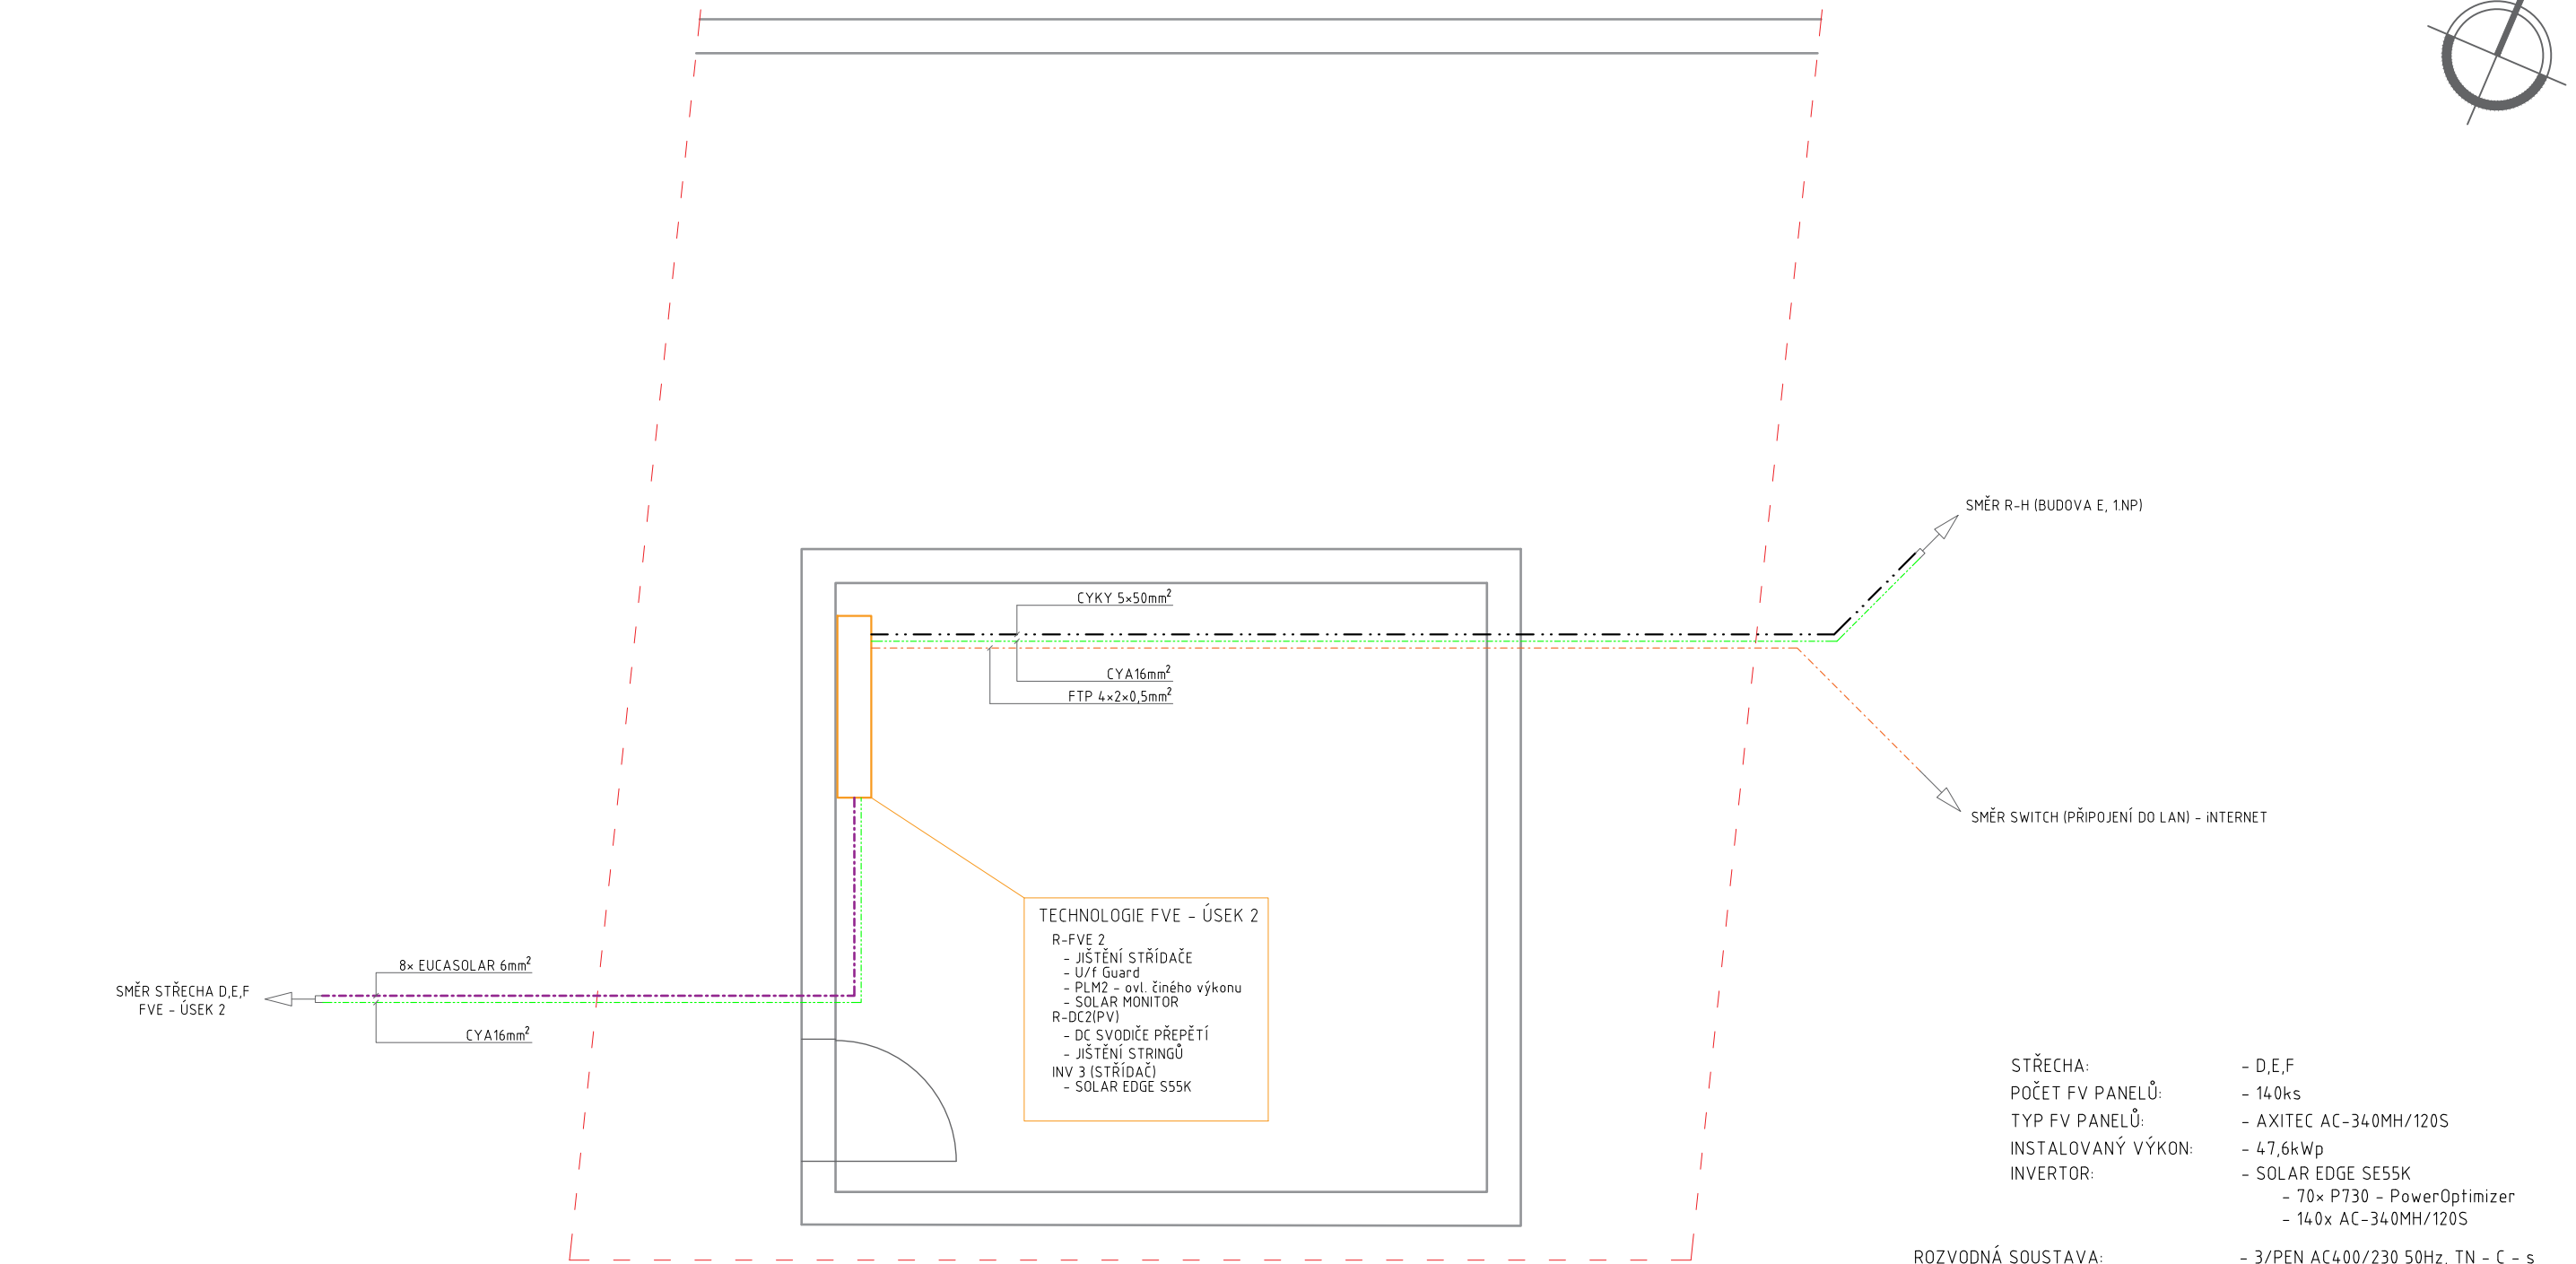 SMĚR R-H (BUDOVA E, 1.NP)
CYKY 5×50mm²
CYA16mm²
FTP 4×2×0,5mm²
SMĚR SWITCH (PŘIPOJENÍ DO LAN) - iNTERNET
TECHNOLOGIE FVE - ÚSEK 2
R-FVE 2
- JIŠTĚNÍ STŘÍDAČE
- U/f Guard
- PLM2 - ovl. činého výkonu
- SOLAR MONITOR
R-DC2(PV)
- DC SVODIČE PŘEPĚTÍ
- JIŠTĚNÍ STRINGŮ
INV 3 (STŘÍDAČ)
- SOLAR EDGE S55K
8× EUCASOLAR 6mm²
SMĚR STŘECHA D,E,F
FVE - ÚSEK 2
CYA16mm²
STŘECHA: - D,E,F
POČET FV PANELŮ: - 140ks
TYP FV PANELŮ: - AXITEC AC-340MH/120S
INSTALOVANÝ VÝKON: - 47,6kWp
INVERTOR: - SOLAR EDGE SE55K
- 70× P730 - PowerOptimizer
- 140x AC-340MH/120S
ROZVODNÁ SOUSTAVA: - 3/PEN AC400/230 50Hz, TN - C - s